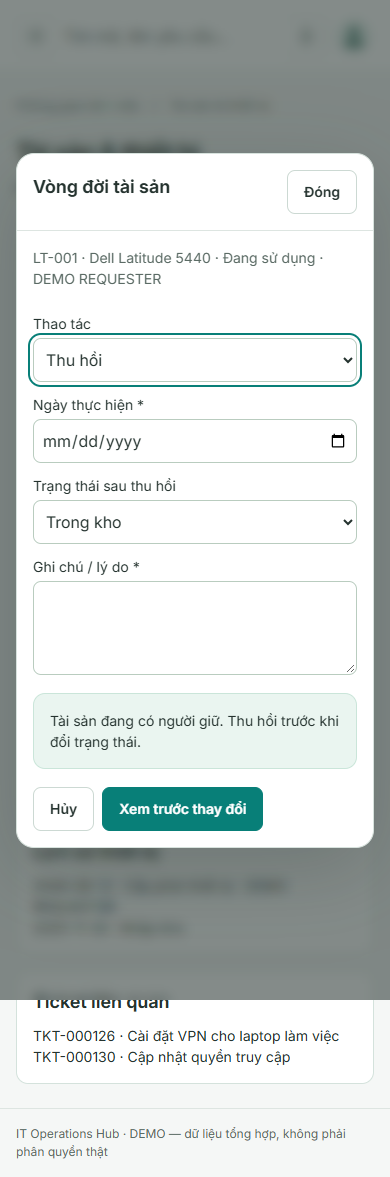 Vòng đời tài sản
Đóng
LT-001 · Dell Latitude 5440 · Đang sử dụng ·
DEMO REQUESTER
Thao tác
Thu hồi
Ngày thực hiện *
mm/dd/yyyy
Trạng thái sau thu hồi
Trong kho
Ghi chú / lý do *
Tài sản đang có người giữ. Thu hồi trước khi
đổi trạng thái.
Hủy
Xem trước thay đổi
Ticket liên quan
TKT-000126 · Cài đặt VPN cho laptop làm việc
TKT-000130 · Cập nhật quyền truy cập
IT Operations Hub · DEMO — dữ liệu tổng hợp, không phải
phân quyền thật